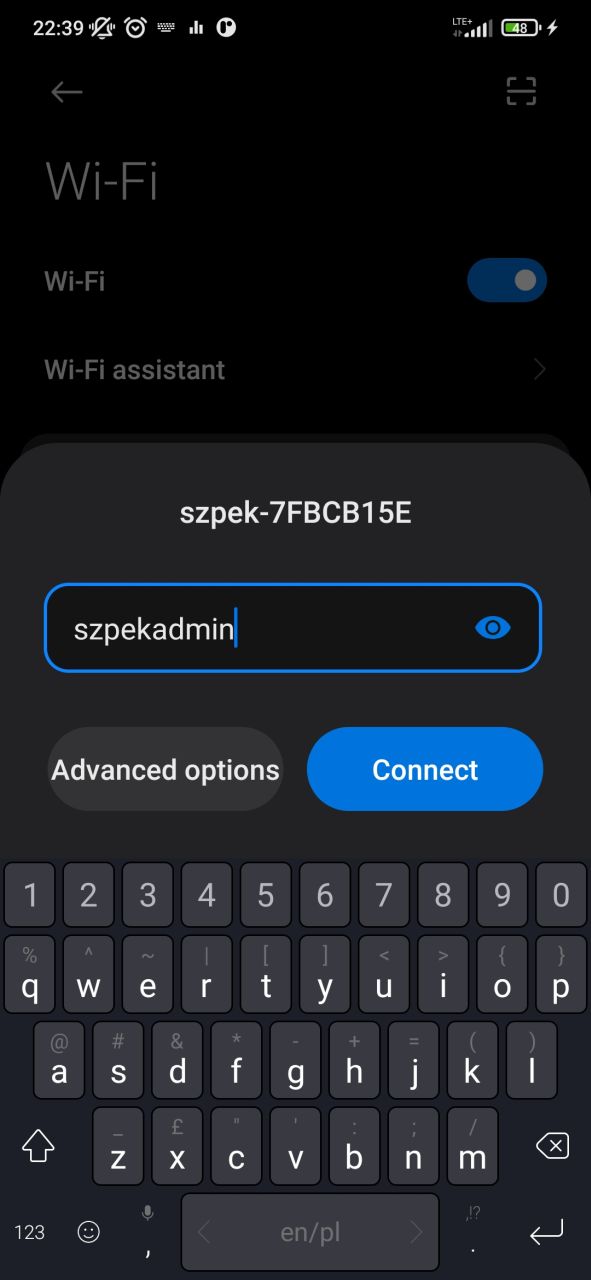 22:39 LTE+ 48
Wi-Fi
Wi-Fi
Wi-Fi assistant
szpek-7FBCB15E
szpekadmin
Advanced options Connect
1 2 3 4 5 6 7 8 9 0
% ^ ~ | [ ] < > { }
q w e r t y u i o p
@ # & * - + = ( )
a s d f g h j k l
_ £ " ' : ; /
z x c v b n m
,!?
123 , en/pl .